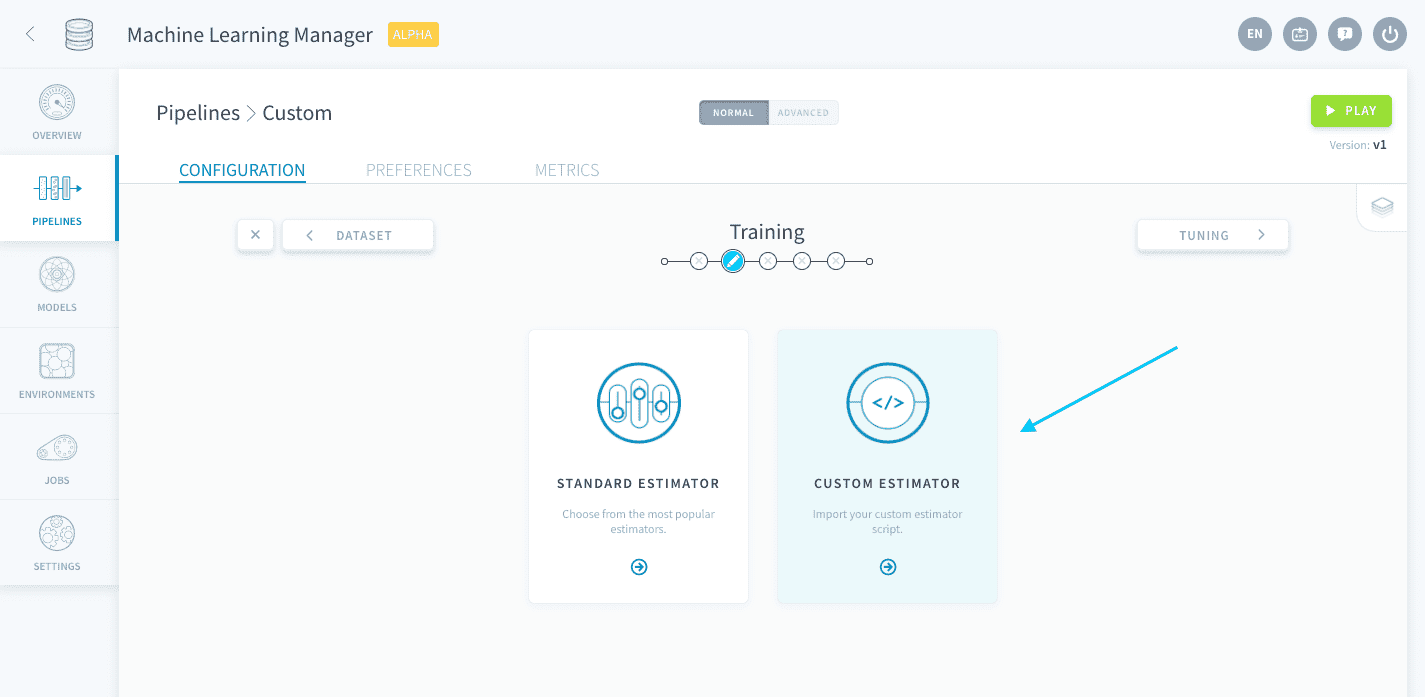 Machine Learning Manager ALPHA
EN
OVERVIEW
PIPELINES
MODELS
ENVIRONMENTS
JOBS
SETTINGS
Pipelines > Custom
NORMAL ADVANCED
PLAY
Version: v1
CONFIGURATION PREFERENCES METRICS
DATASET
Training
TUNING
</>
STANDARD ESTIMATOR
Choose from the most popular
estimators.
CUSTOM ESTIMATOR
Import your custom estimator
script.